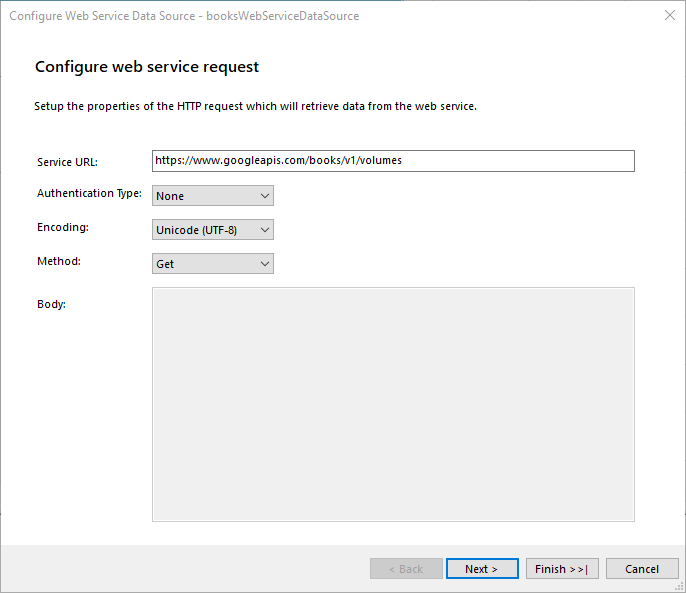 Configure Web Service Data Source - booksWebServiceDataSource
Configure web service request
Setup the properties of the HTTP request which will retrieve data from the web service.
Service URL: https://www.googleapis.com/books/v1/volumes
Authentication Type: None
Encoding: Unicode (UTF-8)
Method: Get
Body:
< Back Next > Finish >>| Cancel